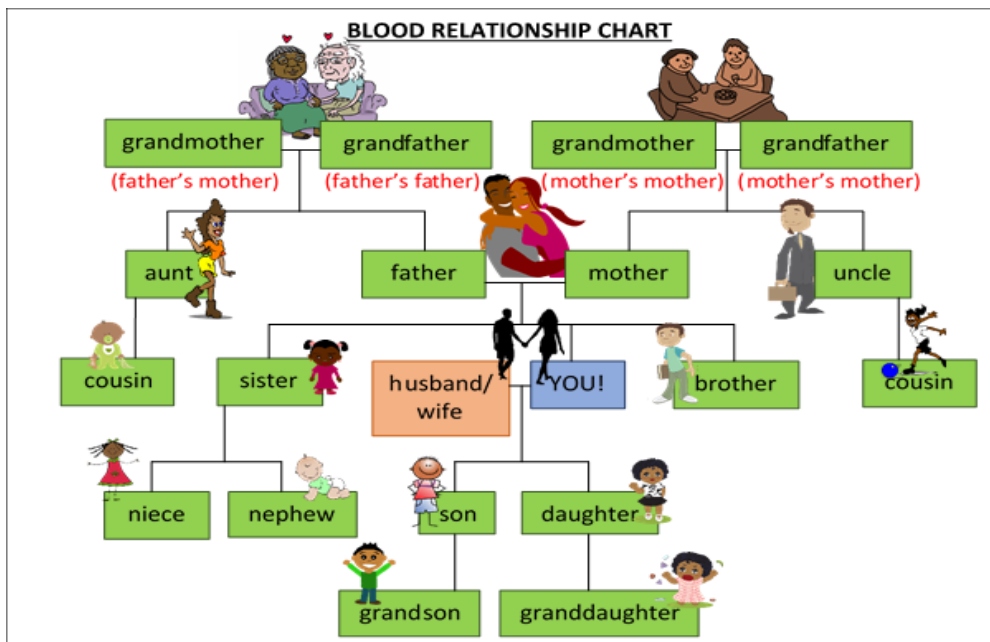 BLOOD RELATIONSHIP CHART
grandmother
grandfather
grandmother
grandfather
(father's mother)
(father's father)
(mother's mother)
(mother's mother)
aunt
father
mother
uncle
cousin
sister
husband/
wife
YOU!
brother
cousin
niece
nephew
son
daughter
grandson
granddaughter